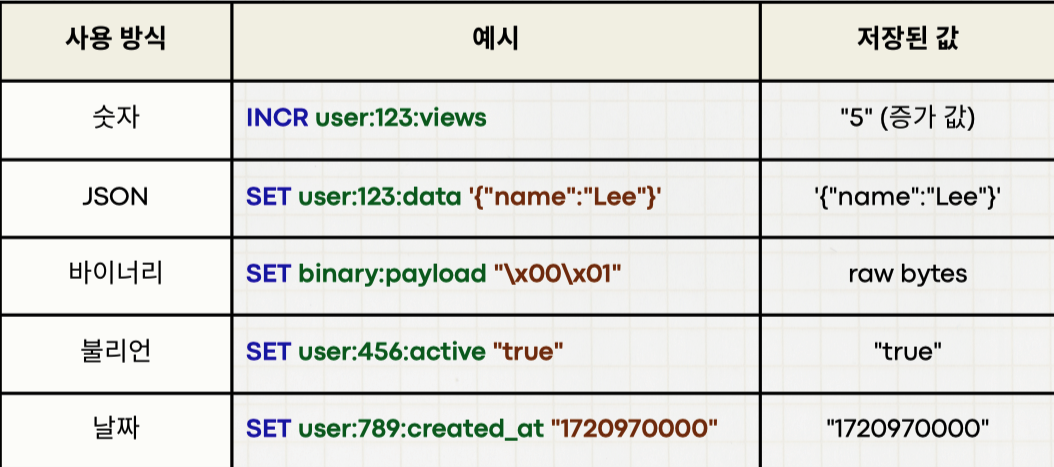 사용 방식 예시 저장된 값
숫자 INCR user:123:views "5" (증가 값)
JSON SET user:123:data '{"name":"Lee"}' '{"name":"Lee"}'
바이너리 SET binary:payload "\x00\x01" raw bytes
불리언 SET user:456:active "true" "true"
날짜 SET user:789:created_at "1720970000" "1720970000"